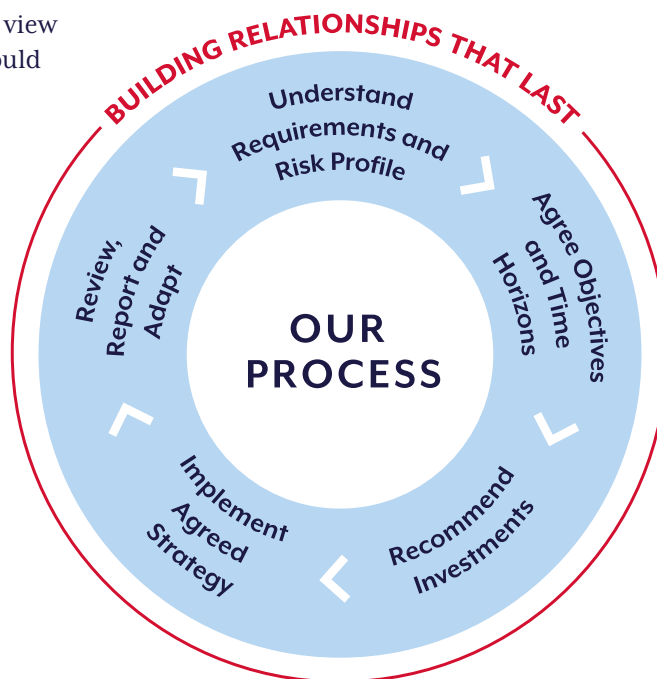 view
ould
BUILDING RELATIONSHIPS THAT LAST
Understand
Requirements and
Risk Profile
Agree Objectives
and Time
Horizons
Recommend
Investments
Implement
Agreed
Strategy
Review,
Report and
Adapt
OUR
PROCESS